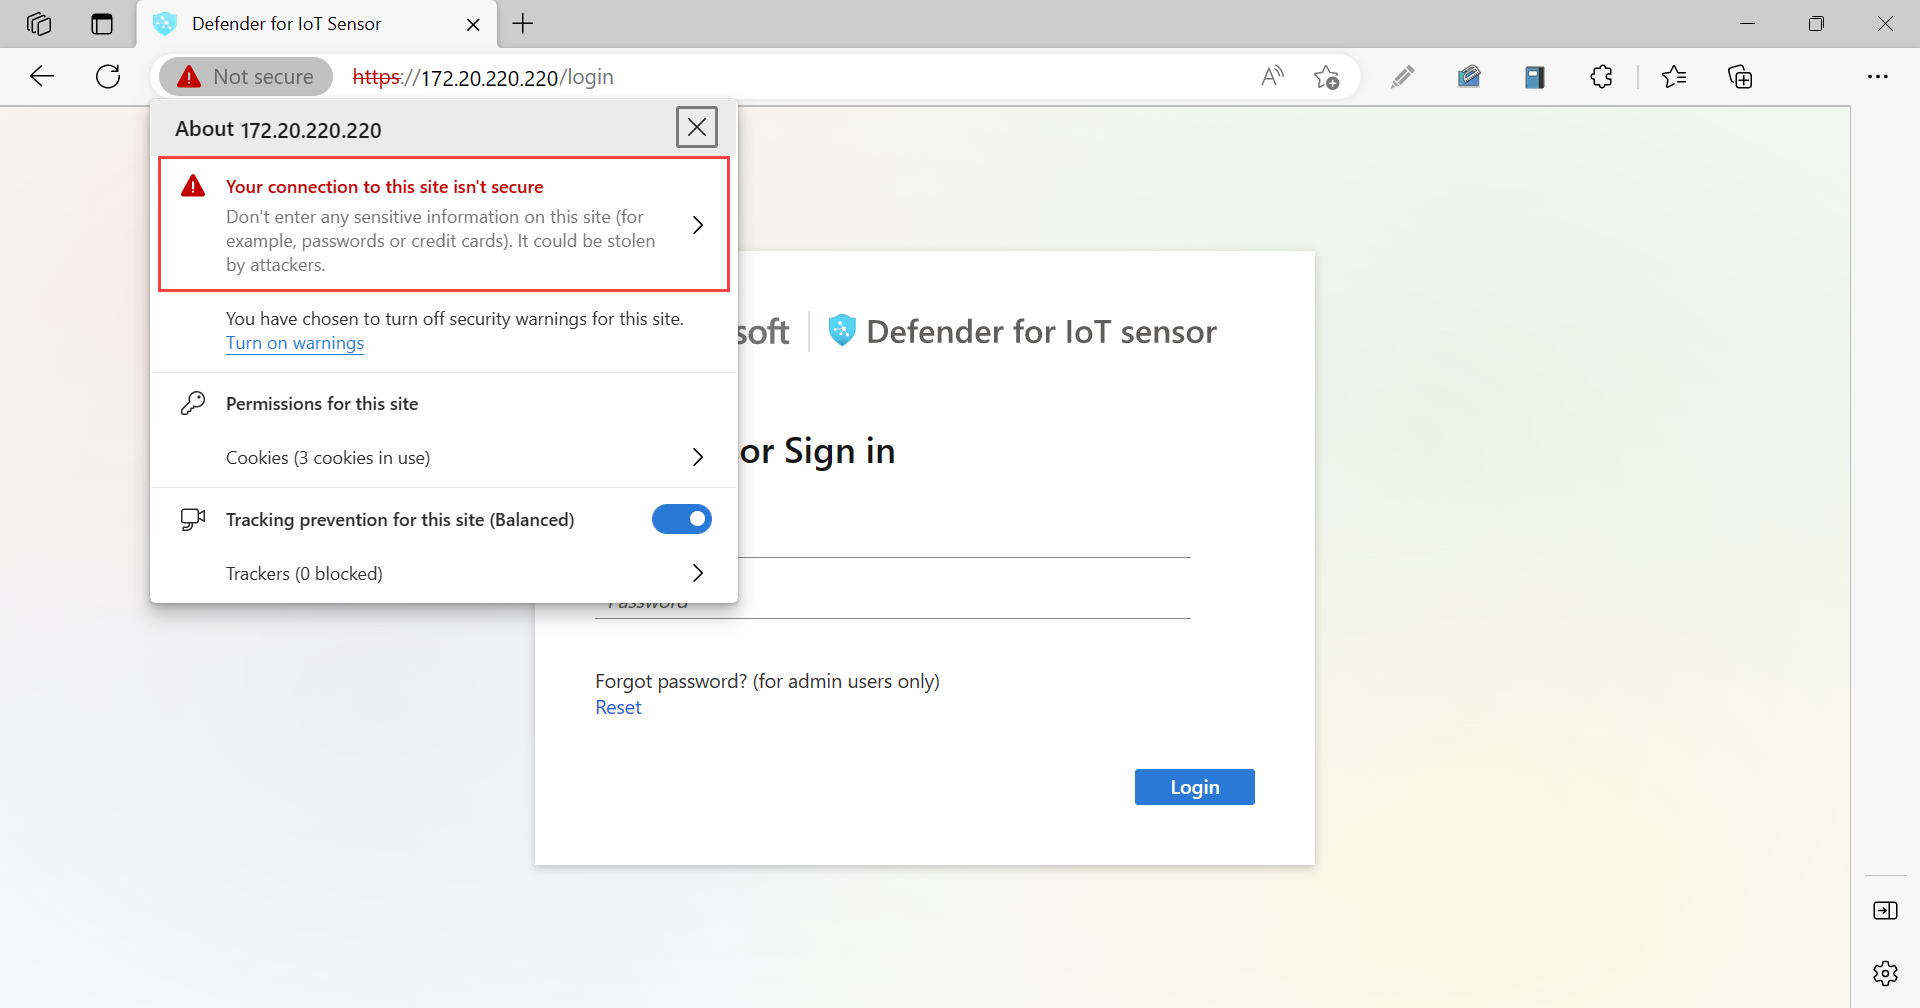 Defender for IoT Sensor
Not secure
https://172.20.220.220/login
About 172.20.220.220
Your connection to this site isn't secure
Don't enter any sensitive information on this site (for
example, passwords or credit cards). It could be stolen
by attackers.
You have chosen to turn off security warnings for this site.
Turn on warnings
Permissions for this site
Cookies (3 cookies in use)
Tracking prevention for this site (Balanced)
Trackers (0 blocked)
soft
Defender for IoT sensor
or Sign in
Password
Forgot password? (for admin users only)
Reset
Login